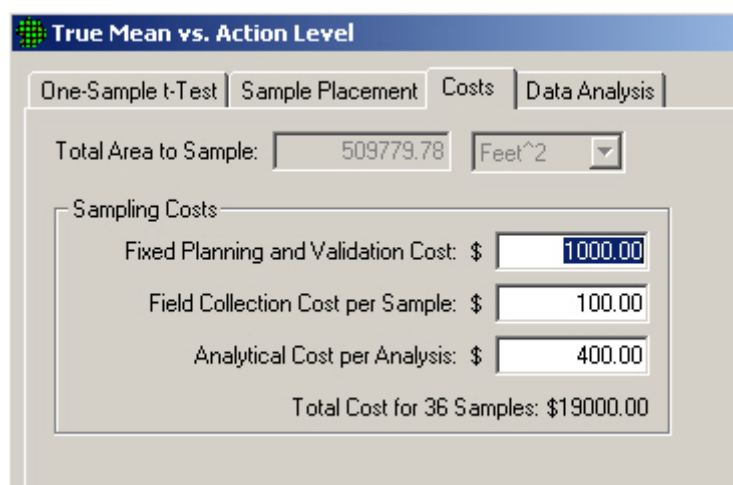 True Mean vs. Action Level
One-Sample t-Test Sample Placement Costs Data Analysis
Total Area to Sample: 509779.78 Feet^2
Sampling Costs
Fixed Planning and Validation Cost: $ 1000.00
Field Collection Cost per Sample: $ 100.00
Analytical Cost per Analysis: $ 400.00
Total Cost for 36 Samples: $19000.00